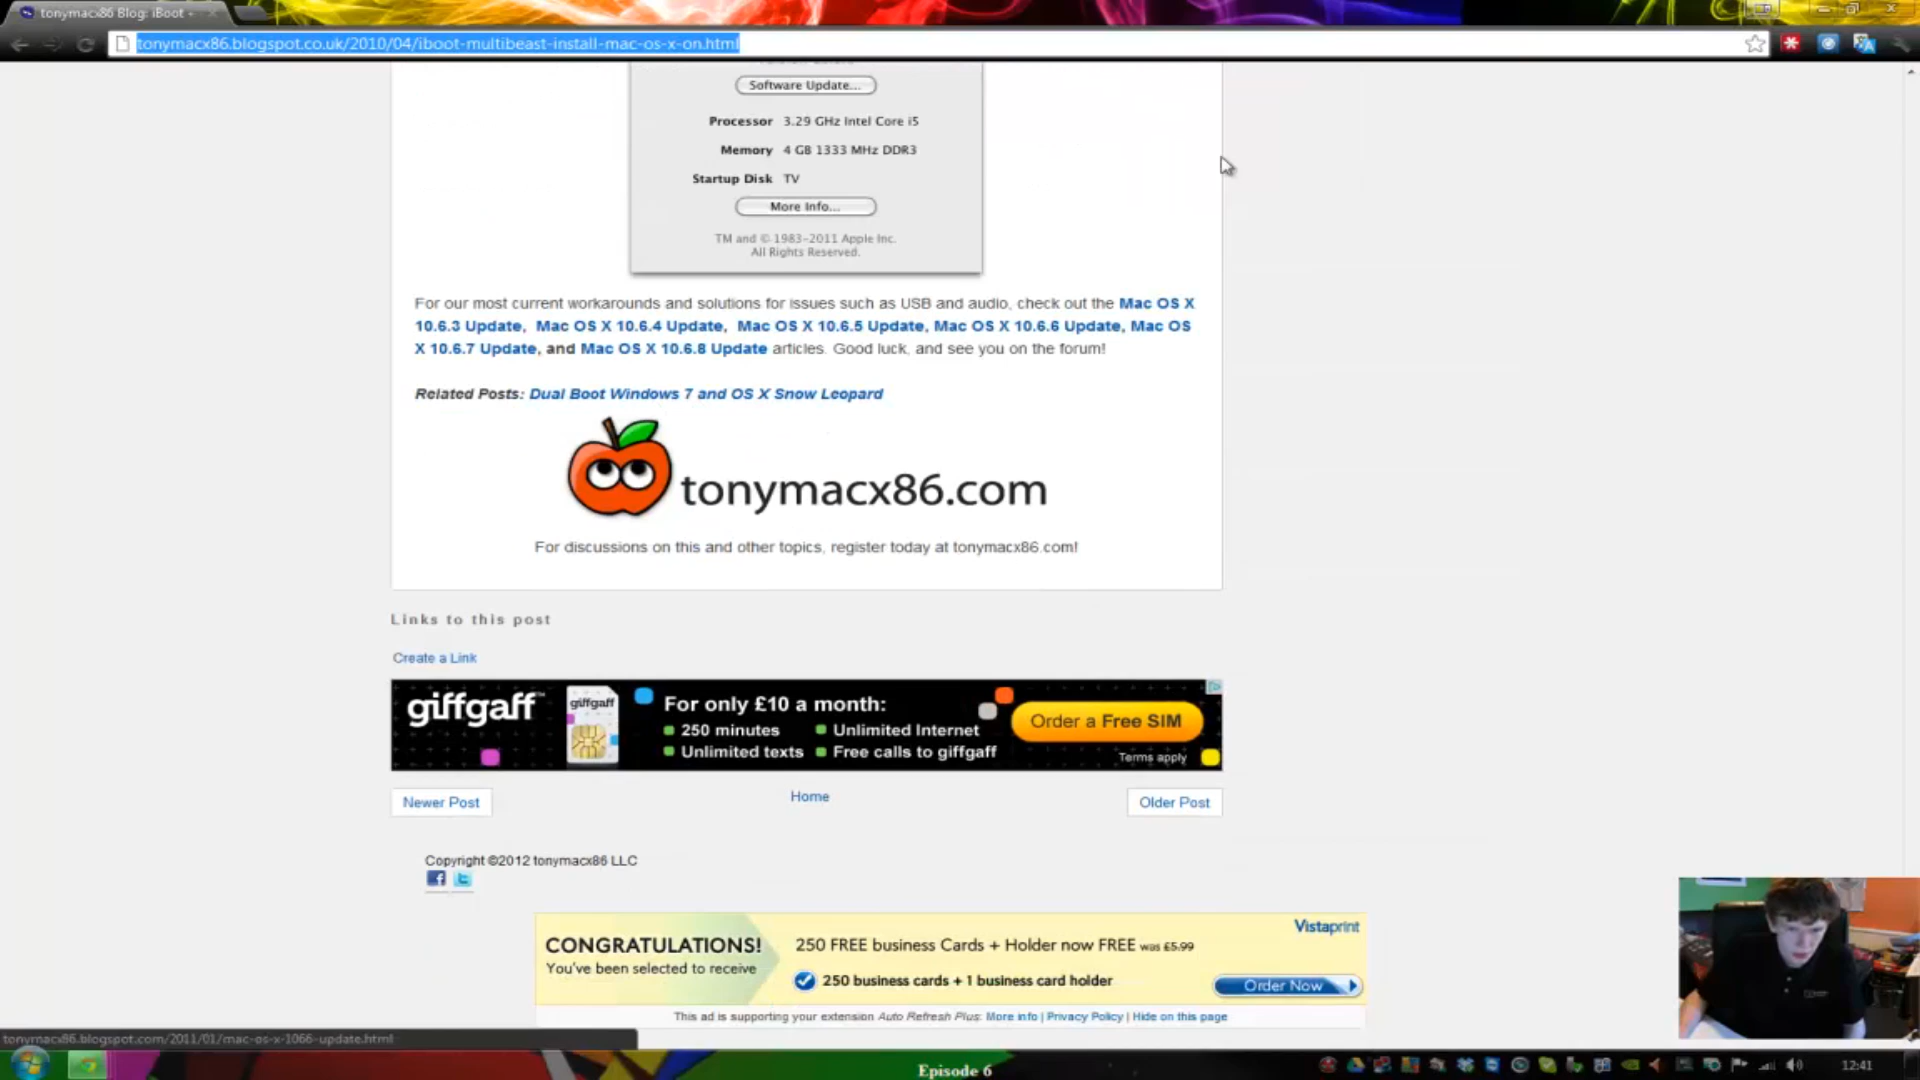 tonymacx86 Blog: iBoot +
tonymacx86.blogspot.co.uk/2010/04/iboot-multibeast-install-mac-os-x-on.html
Software Update...
Processor 3.29 GHz Intel Core i5
Memory 4 GB 1333 MHz DDR3
Startup Disk TV
More Info...
TM and © 1983-2011 Apple Inc.
All Rights Reserved.
For our most current workarounds and solutions for issues such as USB and audio, check out the Mac OS X
10.6.3 Update, Mac OS X 10.6.4 Update, Mac OS X 10.6.5 Update, Mac OS X 10.6.6 Update, Mac OS
X 10.6.7 Update, and Mac OS X 10.6.8 Update articles. Good luck, and see you on the forum!
Related Posts: Dual Boot Windows 7 and OS X Snow Leopard
tonymacx86.com
For discussions on this and other topics, register today at tonymacx86.com!
Links to this post
Create a Link
giffgaff
giffgaff
For only £10 a month:
250 minutes
Unlimited Internet
Unlimited texts
Free calls to giffgaff
Order a Free SIM
Terms apply
Newer Post
Home
Older Post
Copyright ©2012 tonymacx86 LLC
CONGRATULATIONS!
You've been selected to receive
250 FREE business Cards + Holder now FREE was £5.99
250 business cards + 1 business card holder
Vistaprint
Order Now
This ad is supporting your extension Auto Refresh Plus: More info | Privacy Policy | Hide on this page
tonymacx86.blogspot.com/2011/01/mac-os-x-1066-update.html
Episode 6
12:41